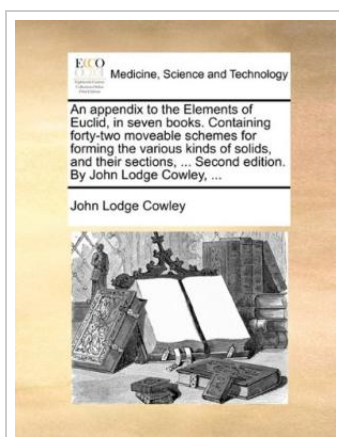 ECCO
Medicine, Science and Technology
An appendix to the Elements of
Euclid, in seven books. Containing
forty-two moveable schemes for
forming the various kinds of solids,
and their sections, ... Second edition.
By John Lodge Cowley, ...
John Lodge Cowley